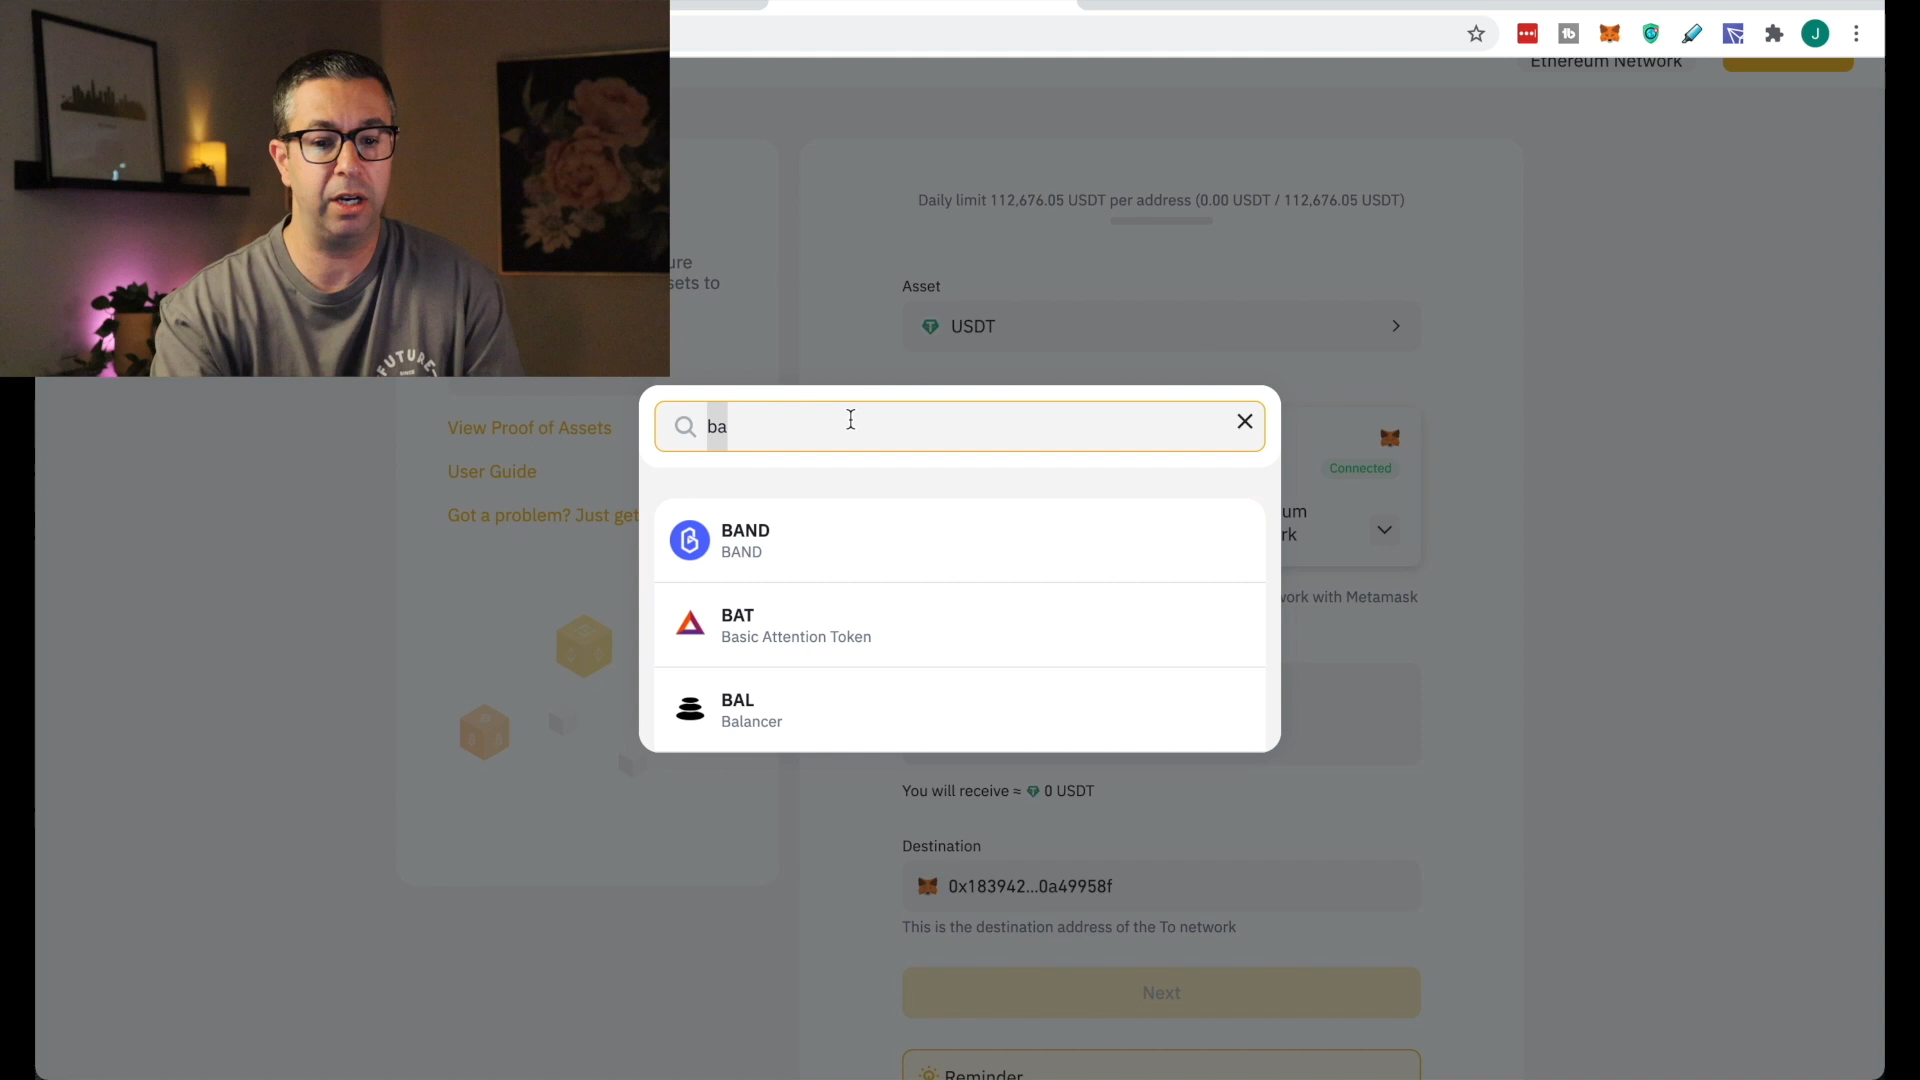 J
Ethereum Network
Daily limit 112,676.05 USDT per address (0.00 USDT / 112,676.05 USDT)
ure
sets to
Asset
USDT
FUTURE
SINCE
View Proof of Assets
User Guide
Got a problem? Just get
ba
Connected
um
rk
BAND
BAND
BAT
Basic Attention Token
BAL
Balancer
work with Metamask
You will receive ≈ 0 USDT
Destination
0x183942...0a49958f
This is the destination address of the To network
Next
Reminder